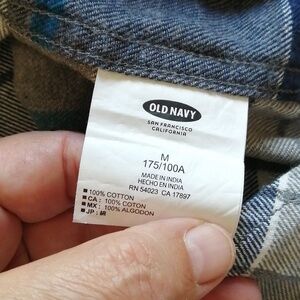 OLD NAVY
SAN FRANCISCO
CALIFORNIA
M
175/100A
MADE IN INDIA
HECHO EN INDIA
RN 54023 CA 17897
■ 100% COTTON
■ CA : 100% COTON
■ MX : 100% ALGODON
■ JP : 綿